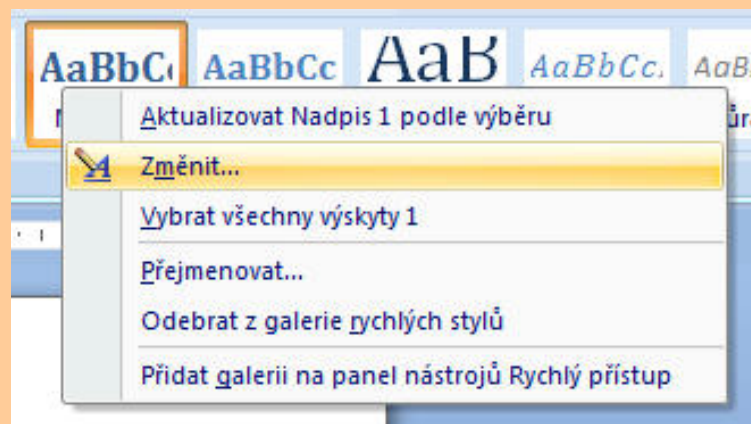 AaBbC AaBbCc AaB AaBbCc. AaB
Aktualizovat Nadpis 1 podle výběru
Změnit...
Vybrat všechny výskyty 1
Přejmenovat...
Odebrat z galerie rychlých stylů
Přidat galerii na panel nástrojů Rychlý přístup